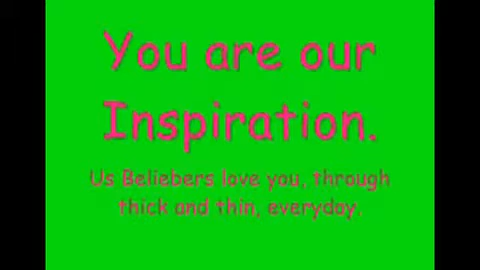 You are our
Inspiration.
Us Beliebers love you, through
thick and thin, everyday.